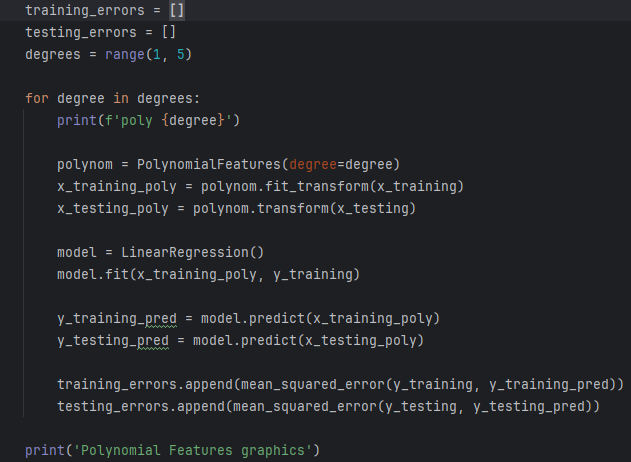 training_errors = []
testing_errors = []
degrees = range(1, 5)
for degree in degrees:
print(f'poly {degree}')
polynom = PolynomialFeatures(degree=degree)
x_training_poly = polynom.fit_transform(x_training)
x_testing_poly = polynom.transform(x_testing)
model = LinearRegression()
model.fit(x_training_poly, y_training)
y_training_pred = model.predict(x_training_poly)
y_testing_pred = model.predict(x_testing_poly)
training_errors.append(mean_squared_error(y_training, y_training_pred))
testing_errors.append(mean_squared_error(y_testing, y_testing_pred))
print('Polynomial Features graphics')